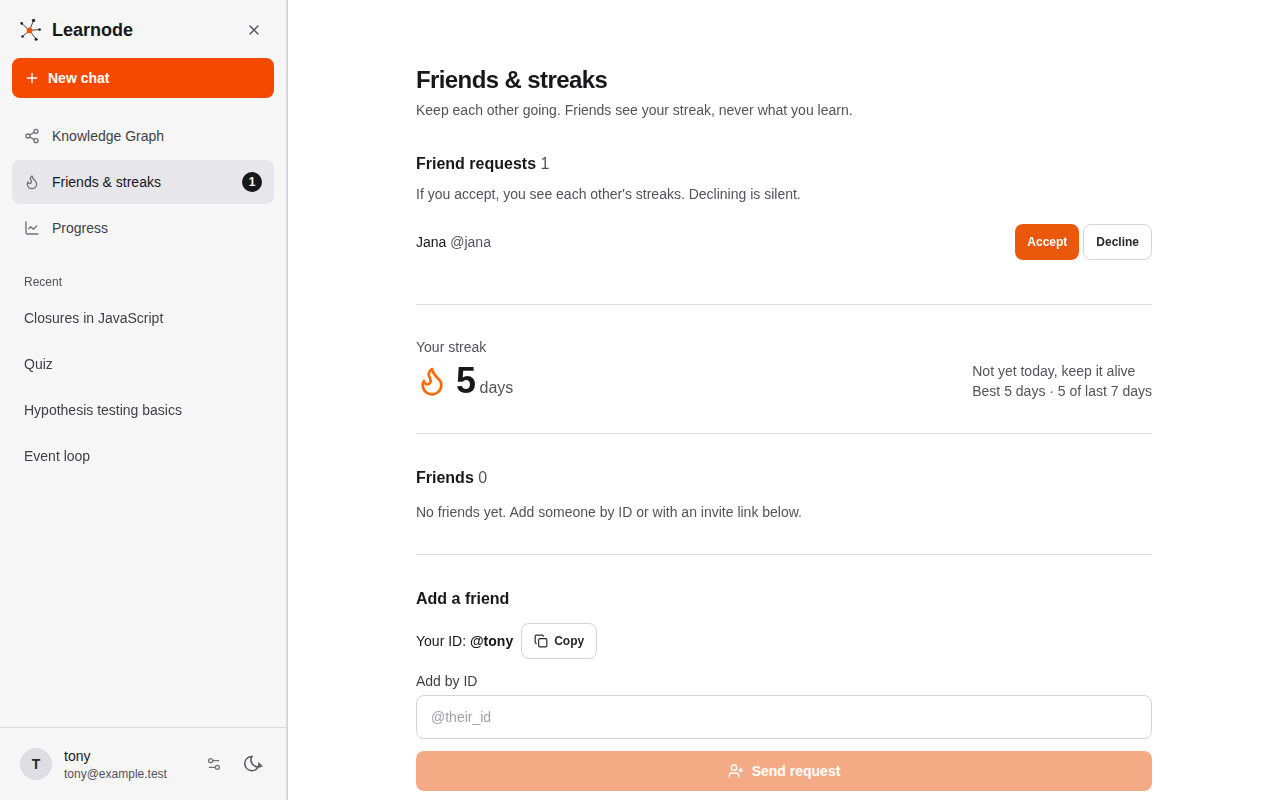 Learnode
New chat
Knowledge Graph
Friends & streaks 1
Progress
Recent
Closures in JavaScript
Quiz
Hypothesis testing basics
Event loop
T
tony
tony@example.test
Friends & streaks
Keep each other going. Friends see your streak, never what you learn.
Friend requests 1
If you accept, you see each other's streaks. Declining is silent.
Jana @jana
Accept
Decline
Your streak
5 days
Not yet today, keep it alive
Best 5 days · 5 of last 7 days
Friends 0
No friends yet. Add someone by ID or with an invite link below.
Add a friend
Your ID: @tony
Copy
Add by ID
@their_id
Send request